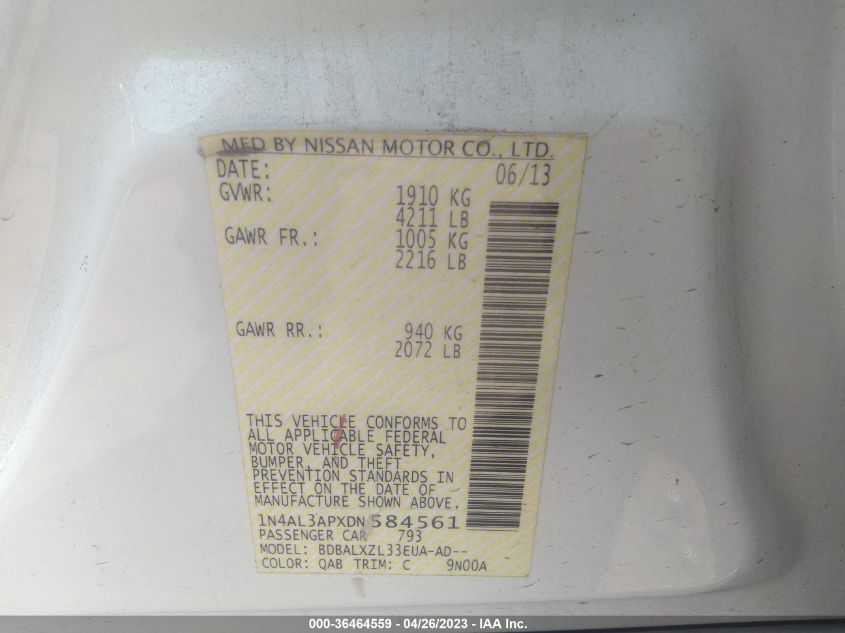 MFD BY NISSAN MOTOR CO., LTD.
DATE: 06/13
GVWR: 1910 KG
4211 LB
GAWR FR.: 1005 KG
2216 LB
GAWR RR.: 940 KG
2072 LB
THIS VEHICLE CONFORMS TO
ALL APPLICABLE FEDERAL
MOTOR VEHICLE SAFETY,
BUMPER, AND THEFT
PREVENTION STANDARDS IN
EFFECT ON THE DATE OF
MANUFACTURE SHOWN ABOVE.
1N4AL3APXDN584561
PASSENGER CAR 793
MODEL: BDBALXZL33EUA-AD--
COLOR: QAB TRIM: C 9N00A
000-36464559 / 04/26/2023 - IAA Inc.